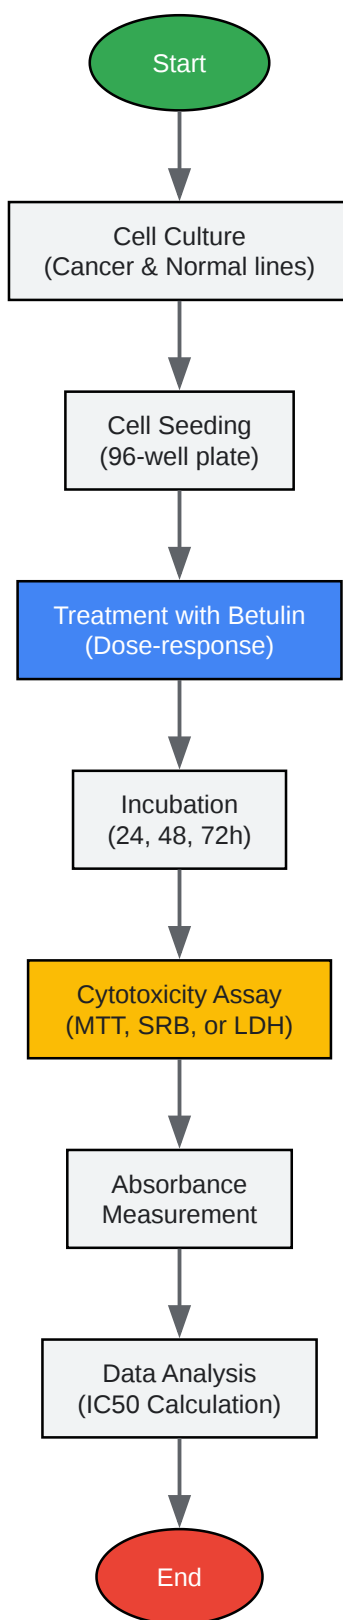 Start
Cell Culture
(Cancer & Normal lines)
Cell Seeding
(96-well plate)
Treatment with Betulin
(Dose-response)
Incubation
(24, 48, 72h)
Cytotoxicity Assay
(MTT, SRB, or LDH)
Absorbance
Measurement
Data Analysis
(IC50 Calculation)
End